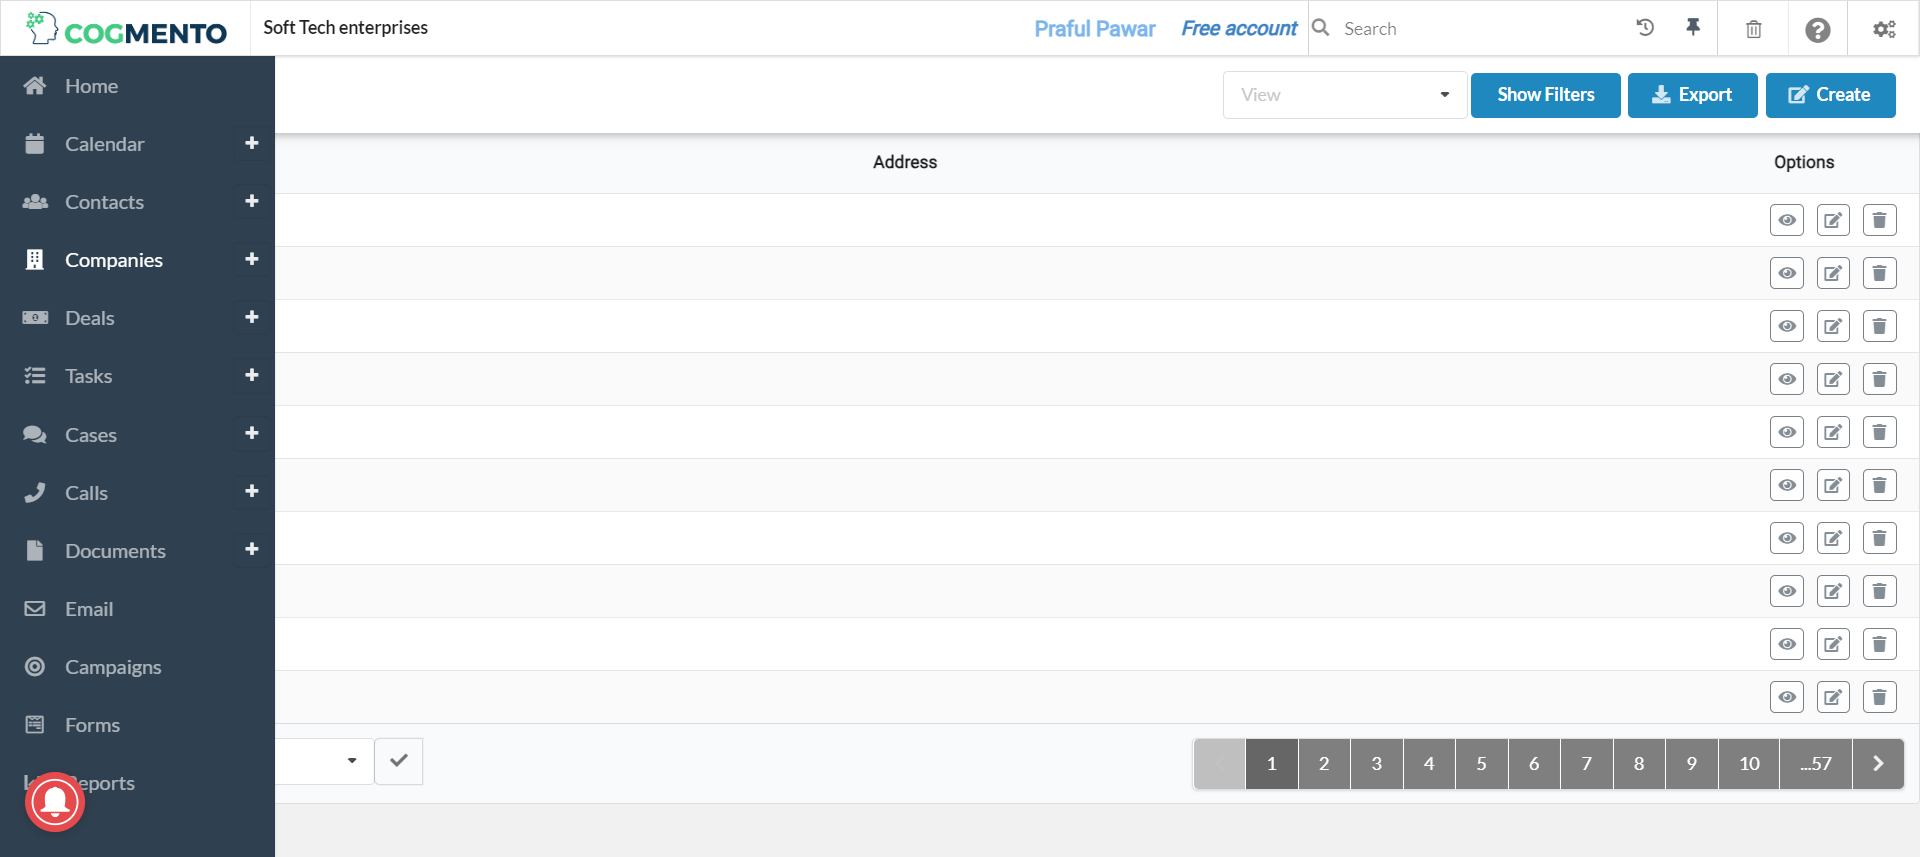 COGMENTO
Soft Tech enterprises
Praful Pawar
Free account
Search
Home
Calendar
Contacts
Companies
Deals
Tasks
Cases
Calls
Documents
Email
Campaigns
Forms
View
Show Filters
Export
Create
Address
Options
1 2 3 4 5 6 7 8 9 10 ...57